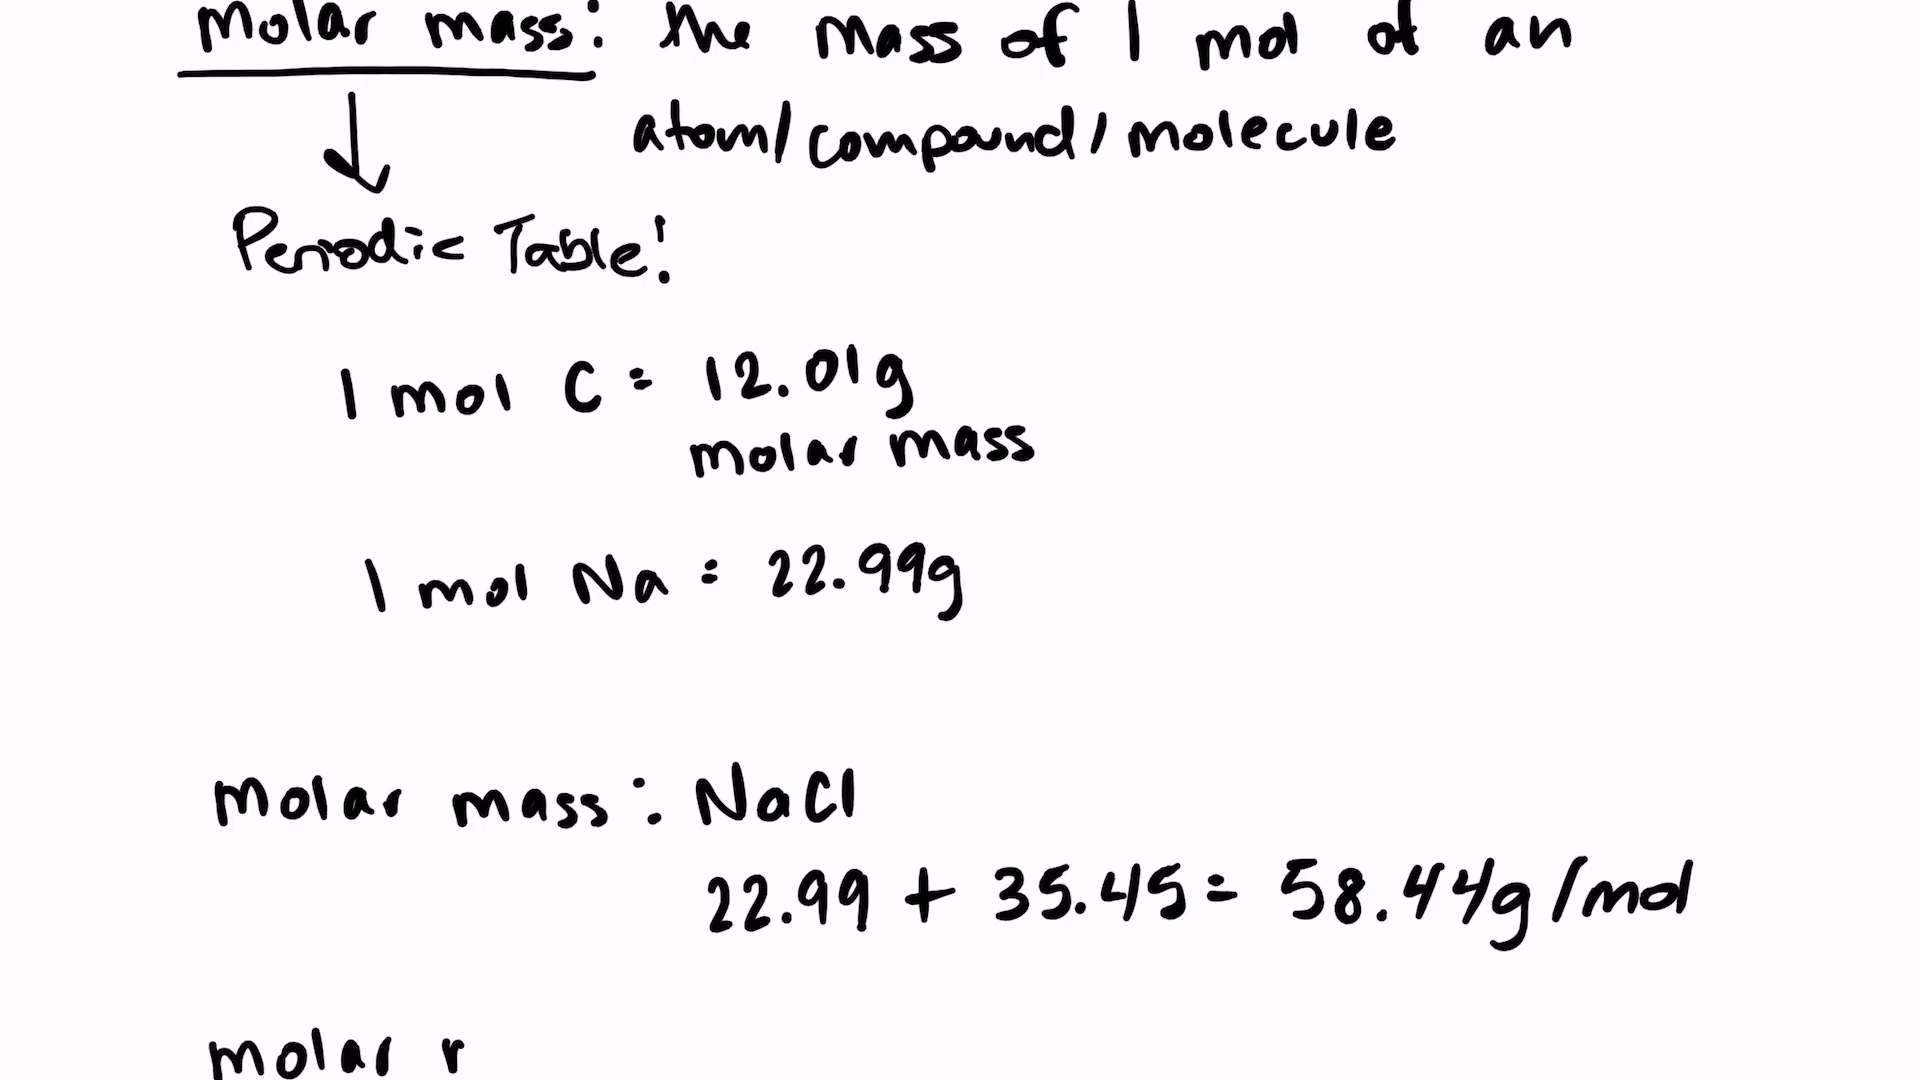 Molar mass: the mass of 1 mol of an
atom/compound/molecule
Periodic Table!
1 mol C = 12.01g
molar mass
1 mol Na = 22.99g
molar mass: NaCl
22.99 + 35.45 = 58.44g/mol
molar